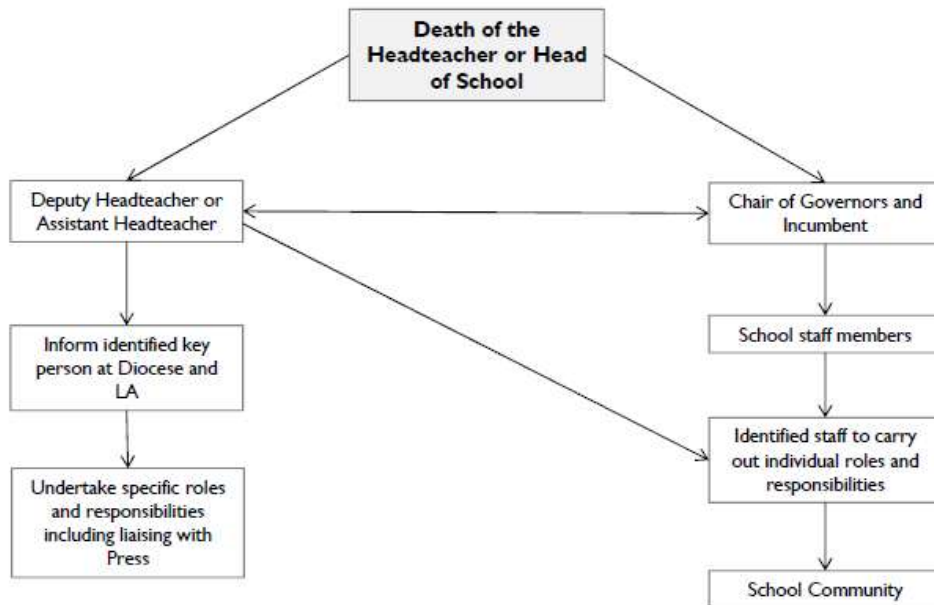 Death of the
Headteacher or Head
of School
Deputy Headteacher or
Assistant Headteacher
Chair of Governors and
Incumbent
Inform identified key
person at Diocese and
LA
School staff members
Undertake specific roles
and responsibilities
including liaising with
Press
Identified staff to carry
out individual roles and
responsibilities
School Community